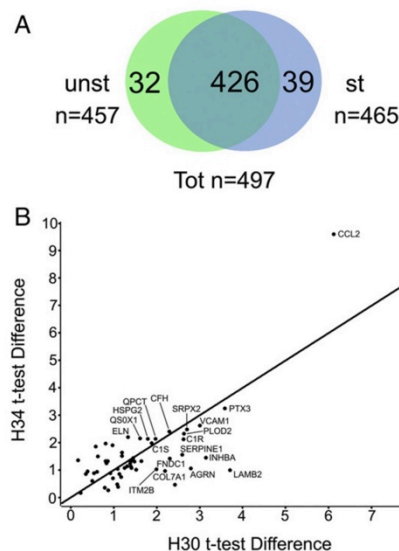 A
unst
n=457
32
426
39
st
n=465
Tot n=497
B
H34 t-test Difference
10
9
8
7
6
5
4
3
2
1
0
CCL2
PTX3
SRPX2
VCAM1
PLOD2
C1R
SERPINE1
INHBA
LAMB2
AGRN
CFH
QPCT
HSPG2
QS0X1
ELN
C1S
FNDC1
COL7A1
ITM2B
0 1 2 3 4 5 6 7
H30 t-test Difference